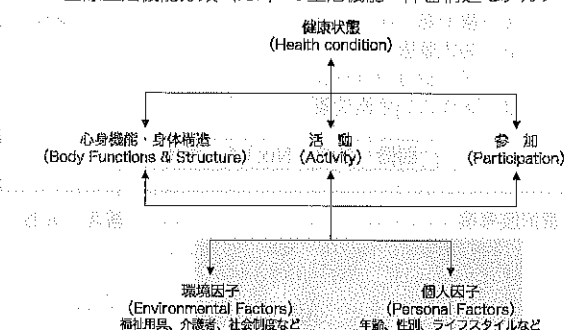 健康状態
(Health condition)
心身機能・身体構造
(Body Functions & Structure)
活 動
(Activity)
参 加
(Participation)
環境因子
(Environmental Factors)
福祉用具、介護者、社会制度など
個人因子
(Personal Factors)
年齢、性別、ライフスタイルなど